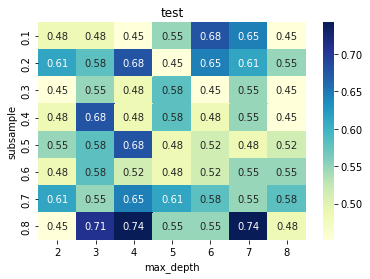 test
0.1 0.48 0.48 0.45 0.55 0.68 0.65 0.45
0.2 0.61 0.58 0.68 0.45 0.65 0.61 0.55
0.3 0.45 0.55 0.48 0.58 0.45 0.55 0.45
0.4 0.48 0.68 0.48 0.58 0.48 0.55 0.45
0.5 0.55 0.58 0.68 0.48 0.52 0.48 0.52
0.6 0.48 0.58 0.52 0.48 0.52 0.55 0.55
0.7 0.61 0.55 0.65 0.61 0.58 0.55 0.58
0.8 0.45 0.71 0.74 0.55 0.55 0.74 0.48
2 3 4 5 6 7 8
max_depth
subsample
0.70
0.65
0.60
0.55
0.50